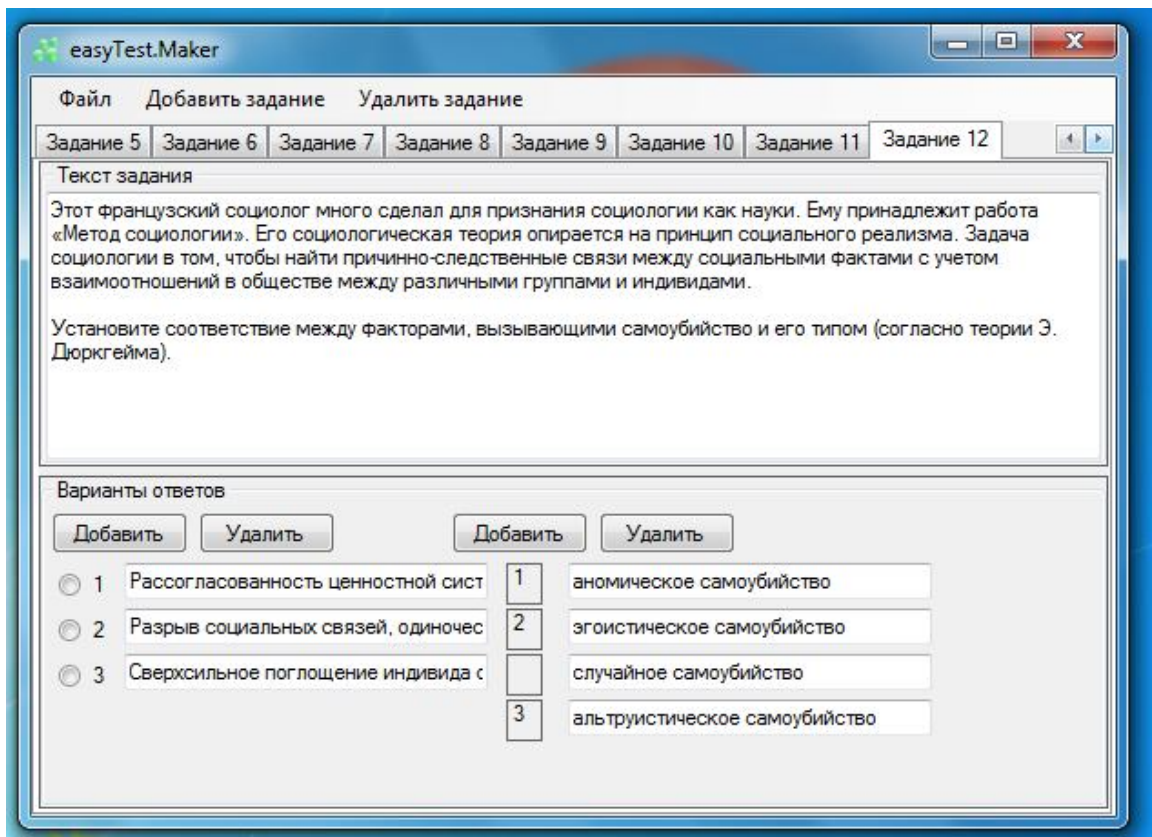 easyTest.Maker
Файл Добавить задание Удалить задание
Задание 5 Задание 6 Задание 7 Задание 8 Задание 9 Задание 10 Задание 11 Задание 12
Текст задания
Этот французский социолог много сделал для признания социологии как науки. Ему принадлежит работа
«Метод социологии». Его социологическая теория опирается на принцип социального реализма. Задача
социологии в том, чтобы найти причинно-следственные связи между социальными фактами с учетом
взаимоотношений в обществе между различными группами и индивидами.
Установите соответствие между факторами, вызывающими самоубийство и его типом (согласно теории Э.
Дюркгейма).
Варианты ответов
Добавить Удалить Добавить Удалить
1 Рассогласованность ценностной сист 1 аномическое самоубийство
2 Разрыв социальных связей, одиночес 2 эгоистическое самоубийство
3 Сверхсильное поглощение индивида с случайное самоубийство
3 альтруистическое самоубийство